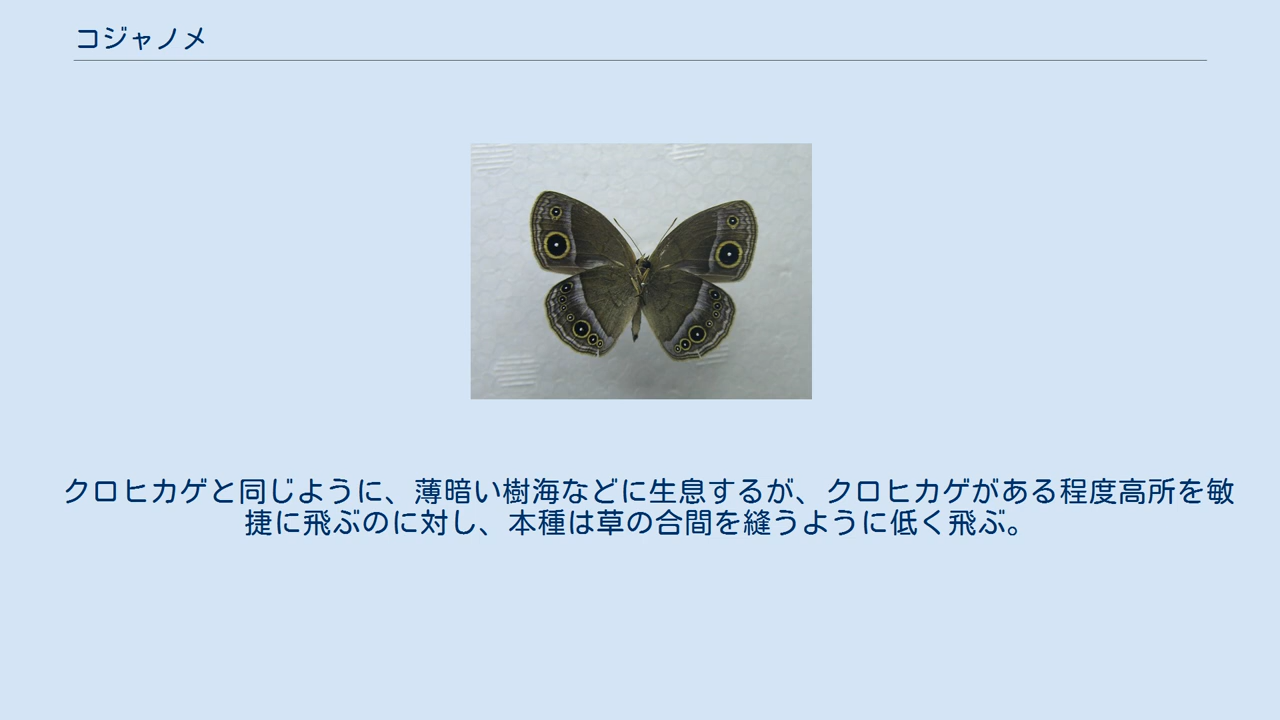 コジャノメ
クロヒカゲと同じように、薄暗い樹海などに生息するが、クロヒカゲがある程度高所を敏
捷に飛ぶのに対し、本種は草の合間を縫うように低く飛ぶ。